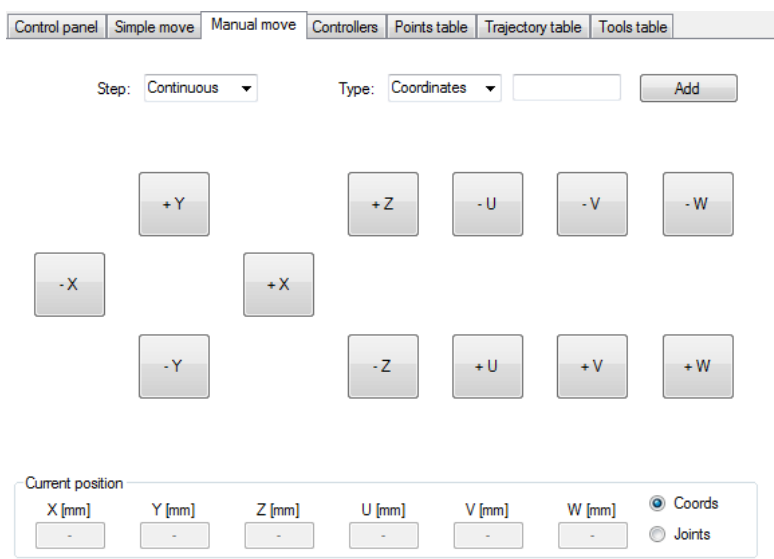 Control panel Simple move Manual move Controllers Points table Trajectory table Tools table
Step: Continuous Type: Coordinates Add
+ Y + Z - U - V - W
- X + X
- Y - Z + U + V + W
Current position
X [mm] Y [mm] Z [mm] U [mm] V [mm] W [mm] Coords
- - - - - - Joints